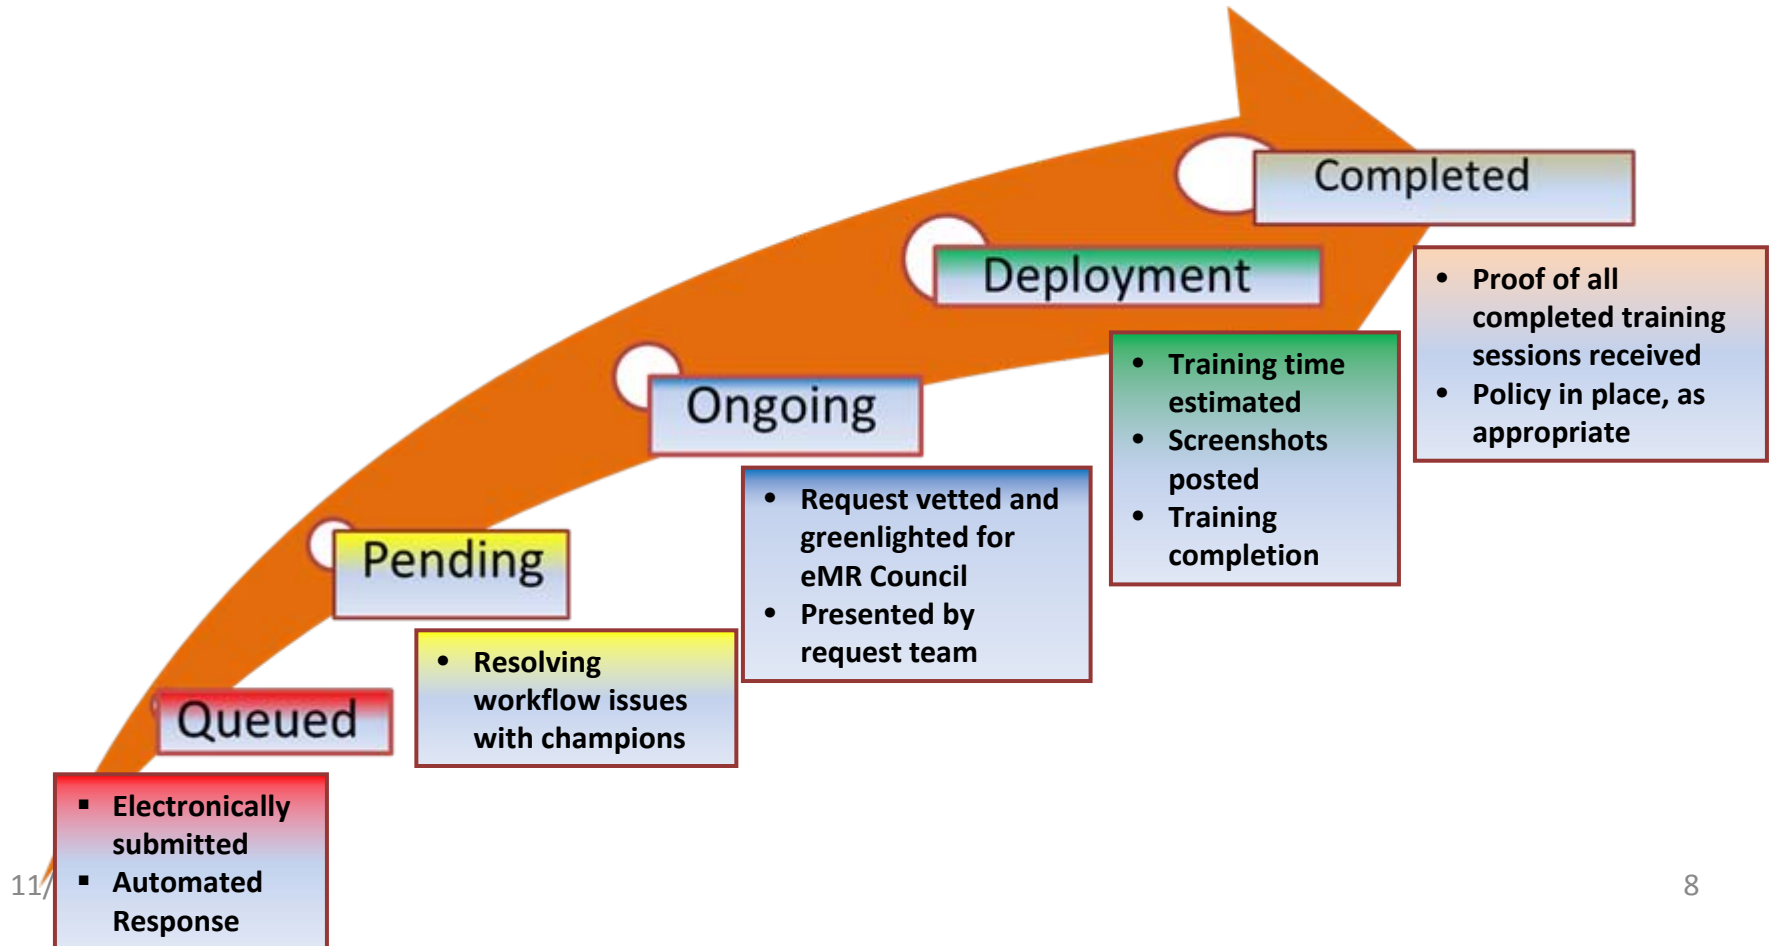 Completed
• Proof of all
completed training
sessions received
• Policy in place, as
appropriate
Deployment
• Training time
estimated
• Screenshots
posted
• Training
completion
Ongoing
• Request vetted and
greenlighted for
eMR Council
• Presented by
request team
Pending
• Resolving
workflow issues
with champions
Queued
▪ Electronically
submitted
▪ Automated
Response
11/
8